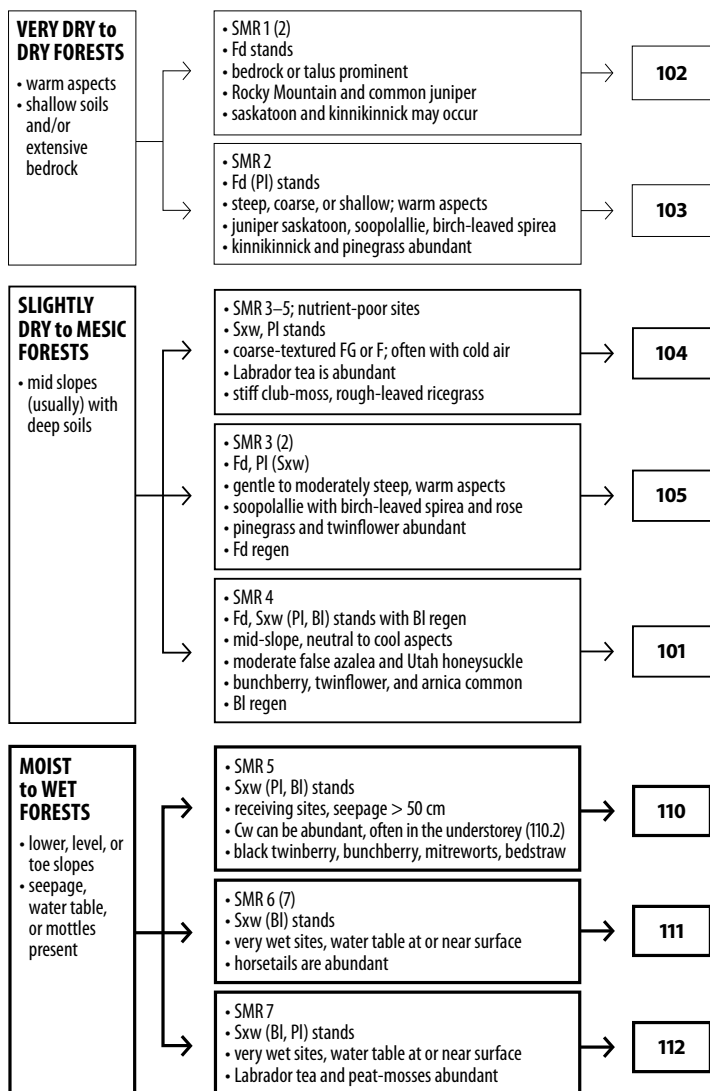 VERY DRY to
DRY FORESTS
• warm aspects
• shallow soils
and/or
extensive
bedrock
• SMR 1 (2)
• Fd stands
• bedrock or talus prominent
• Rocky Mountain and common juniper
• saskatoon and kinnikinnick may occur
102
• SMR 2
• Fd (Pl) stands
• steep, coarse, or shallow; warm aspects
• juniper saskatoon, soopolallie, birch-leaved spirea
• kinnikinnick and pinegrass abundant
103
SLIGHTLY
DRY to MESIC
FORESTS
• mid slopes
(usually) with
deep soils
• SMR 3–5; nutrient-poor sites
• Sxw, Pl stands
• coarse-textured FG or F; often with cold air
• Labrador tea is abundant
• stiff club-moss, rough-leaved ricegrass
104
• SMR 3 (2)
• Fd, Pl (Sxw)
• gentle to moderately steep, warm aspects
• soopolallie with birch-leaved spirea and rose
• pinegrass and twinflower abundant
• Fd regen
105
• SMR 4
• Fd, Sxw (Pl, Bl) stands with Bl regen
• mid-slope, neutral to cool aspects
• moderate false azalea and Utah honeysuckle
• bunchberry, twinflower, and arnica common
• Bl regen
101
MOIST
to WET
FORESTS
• lower, level, or
toe slopes
• seepage,
water table,
or mottles
present
• SMR 5
• Sxw (Pl, Bl) stands
• receiving sites, seepage > 50 cm
• Cw can be abundant, often in the understorey (110.2)
• black twinberry, bunchberry, mitreworts, bedstraw
110
• SMR 6 (7)
• Sxw (Bl) stands
• very wet sites, water table at or near surface
• horsetails are abundant
111
• SMR 7
• Sxw (Bl, Pl) stands
• very wet sites, water table at or near surface
• Labrador tea and peat-mosses abundant
112